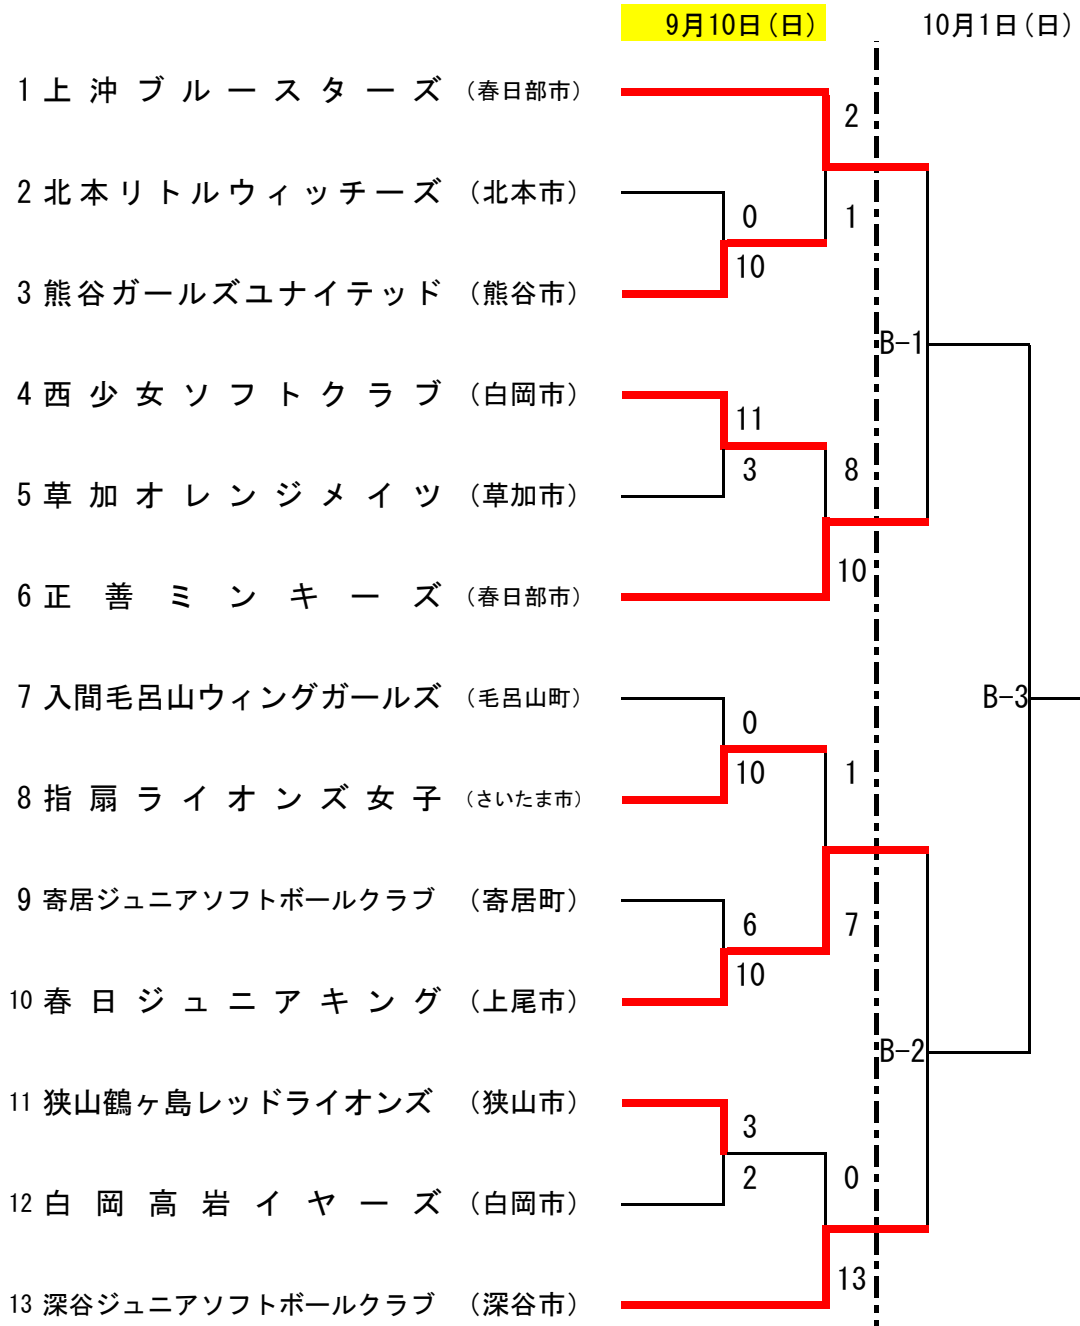 9月10日(日) 10月1日(日)
1 上沖ブルースターズ (春日部市)
2
2 北本リトルウィッチーズ (北本市)
0
1
10
3 熊谷ガールズユナイテッド (熊谷市)
B-1
4 西少女ソフトクラブ (白岡市)
11
3
8
5 草加オレンジメイツ (草加市)
10
6 正善ミンキーズ (春日部市)
7 入間毛呂山ウィングガールズ (毛呂山町)
B-3
0
10
1
8 指扇ライオンズ女子 (さいたま市)
9 寄居ジュニアソフトボールクラブ (寄居町)
6
7
10
10 春日ジュニアキング (上尾市)
B-2
11 狭山鶴ヶ島レッドライオンズ (狭山市)
3
2
0
12 白岡高岩イヤーズ (白岡市)
13
13 深谷ジュニアソフトボールクラブ (深谷市)